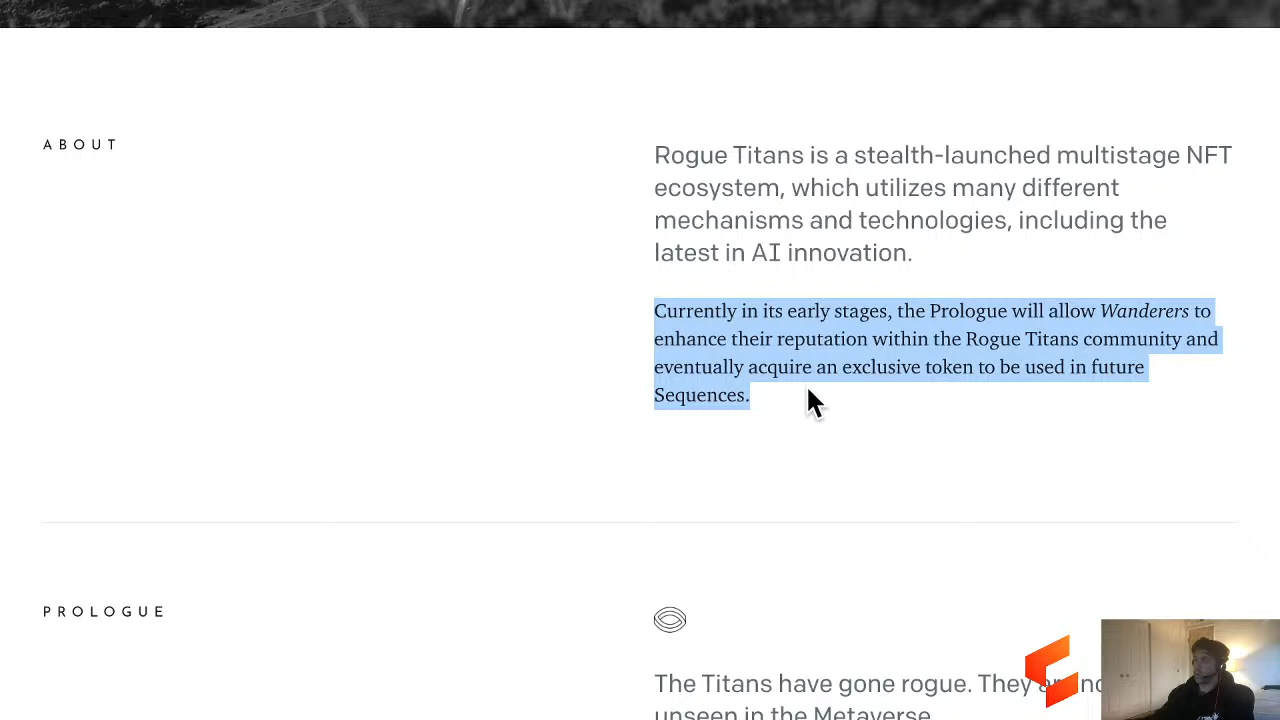 ABOUT
Rogue Titans is a stealth-launched multistage NFT
ecosystem, which utilizes many different
mechanisms and technologies, including the
latest in AI innovation.
Currently in its early stages, the Prologue will allow Wanderers to
enhance their reputation within the Rogue Titans community and
eventually acquire an exclusive token to be used in future
Sequences.
PROLOGUE
The Titans have gone rogue. They
unseen in the Metaverse